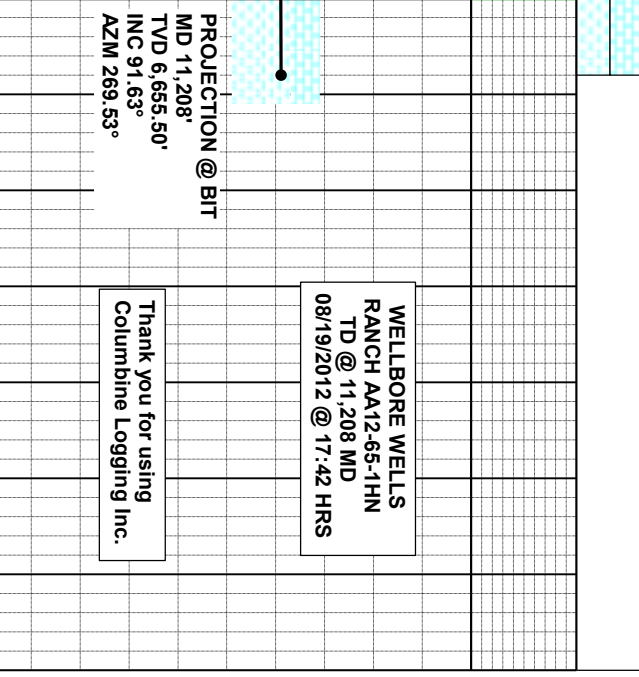 WELLBORE WELLS
RANCH AA12-65-1HN
TD @ 11,208 MD
08/19/2012 @ 17:42 HRS
PROJECTION @ BIT
MD 11,208'
TVD 6,655.50'
INC 91.63°
AZM 269.53°
Thank you for using
Columbine Logging Inc.